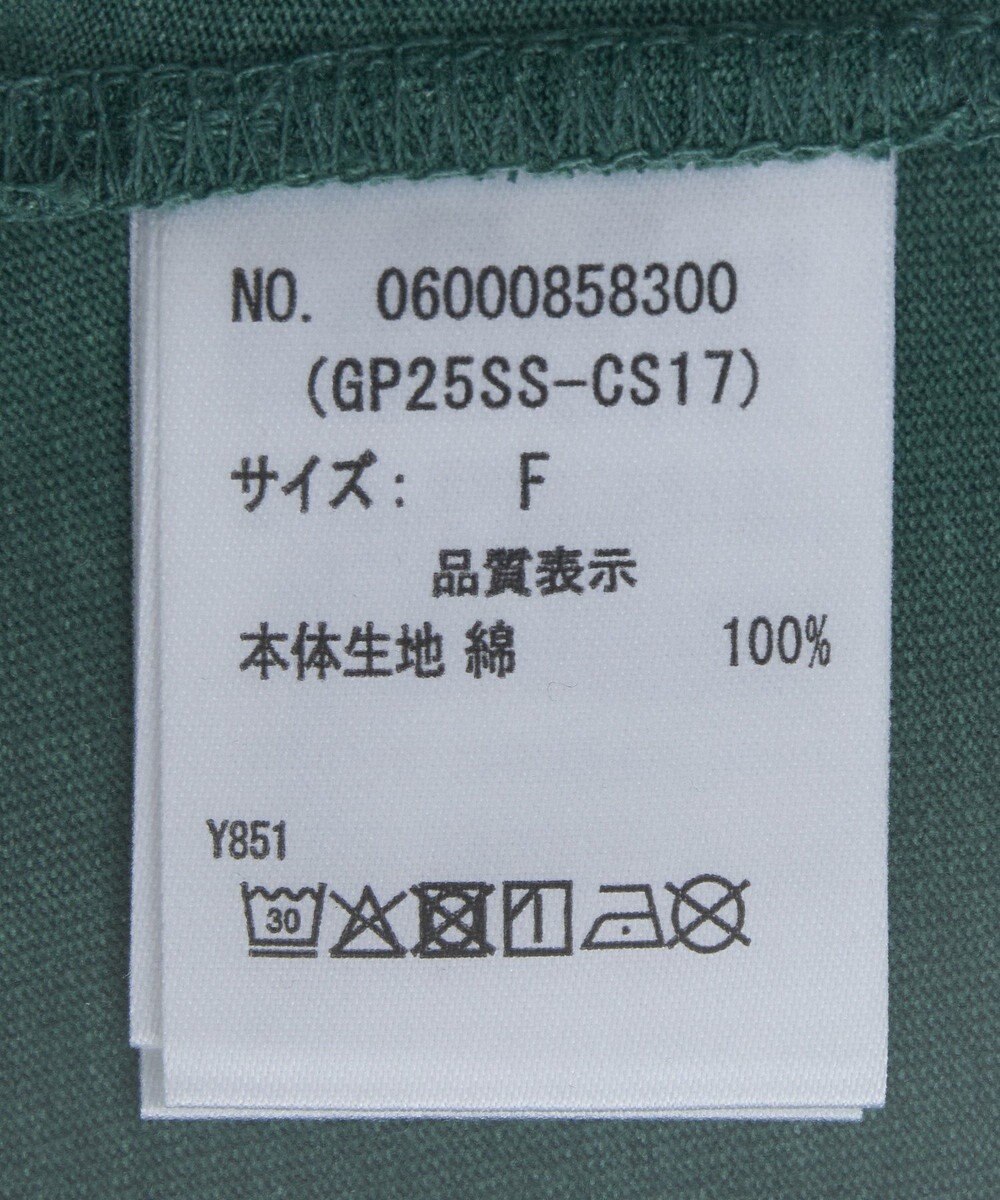 NO. 06000858300
(GP25SS-CS17)
サイズ: F
品質表示
本体生地 綿 100%
Y851
30